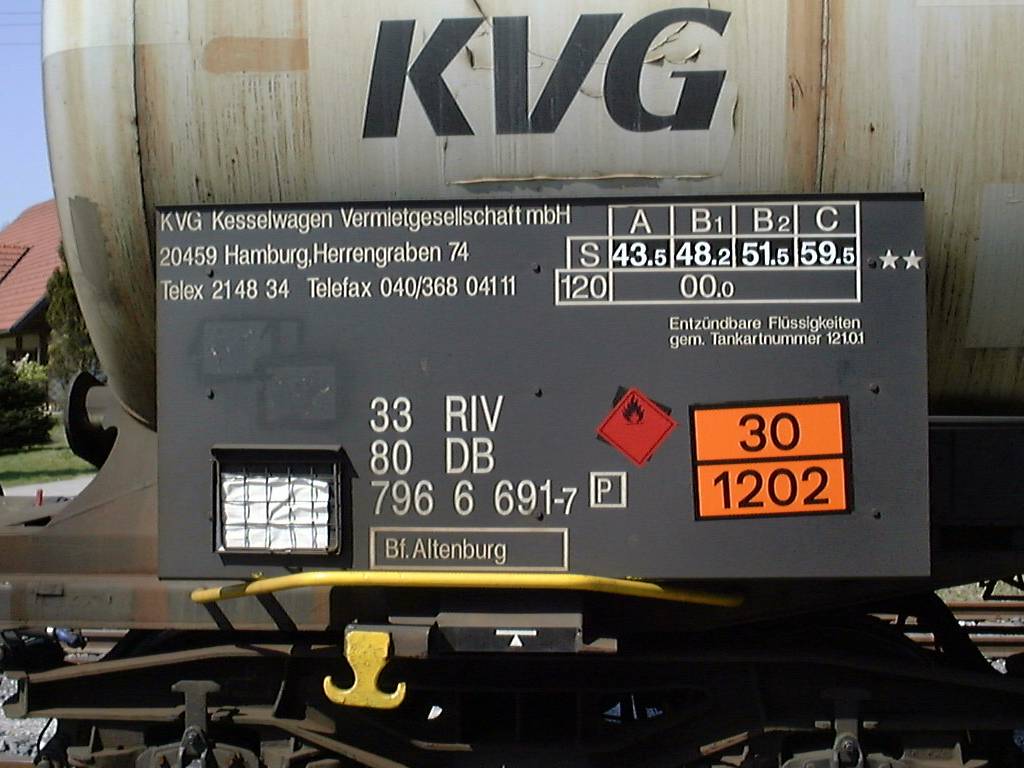 KVG
KVG Kesselwagen Vermietgesellschaft mbH
20459 Hamburg, Herrengraben 74
Telex 2148 34 Telefax 040/368 04111
A B1 B2 C
S 43.5 48.2 51.5 59.5 ★★
120 00.0
Entzündbare Flüssigkeiten
gem. Tankartnummer 121.0.1
33 RIV
80 DB
796 6 691-7 P
30
1202
Bf. Altenburg